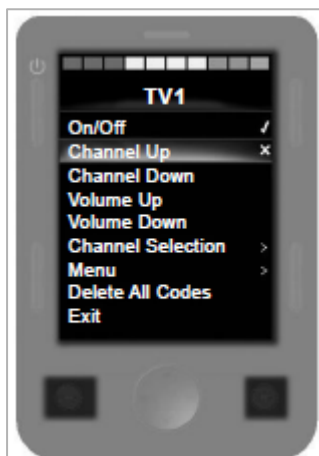 TV1
On/Off ✓
Channel Up ×
Channel Down
Volume Up
Volume Down
Channel Selection >
Menu >
Delete All Codes
Exit